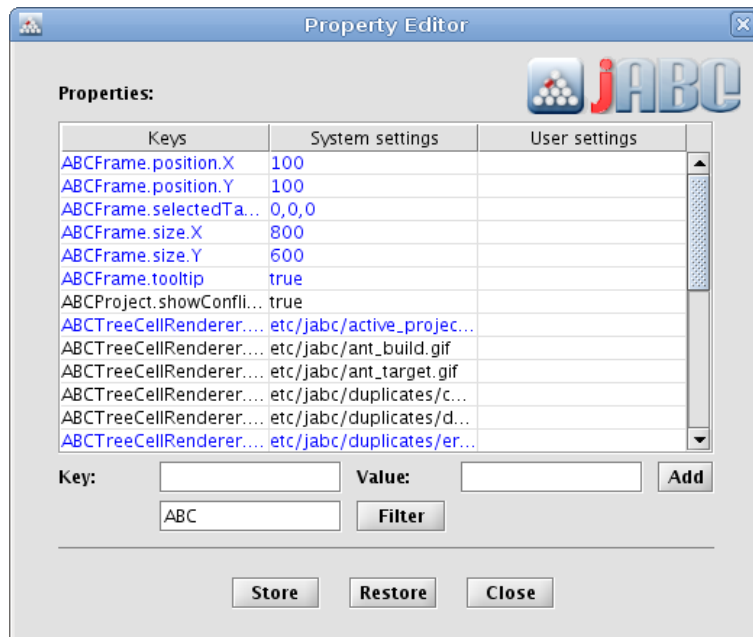 Property Editor
jABC
Properties:
Keys System settings User settings
ABCFrame.position.X 100
ABCFrame.position.Y 100
ABCFrame.selectedTa... 0,0,0
ABCFrame.size.X 800
ABCFrame.size.Y 600
ABCFrame.tooltip true
ABCProject.showConfli... true
ABCTreeCellRenderer.... etc/jabc/active_projec...
ABCTreeCellRenderer.... etc/jabc/ant_build.gif
ABCTreeCellRenderer.... etc/jabc/ant_target.gif
ABCTreeCellRenderer.... etc/jabc/duplicates/c...
ABCTreeCellRenderer.... etc/jabc/duplicates/d...
ABCTreeCellRenderer.... etc/jabc/duplicates/er...
Key: Value: Add
ABC Filter
Store Restore Close